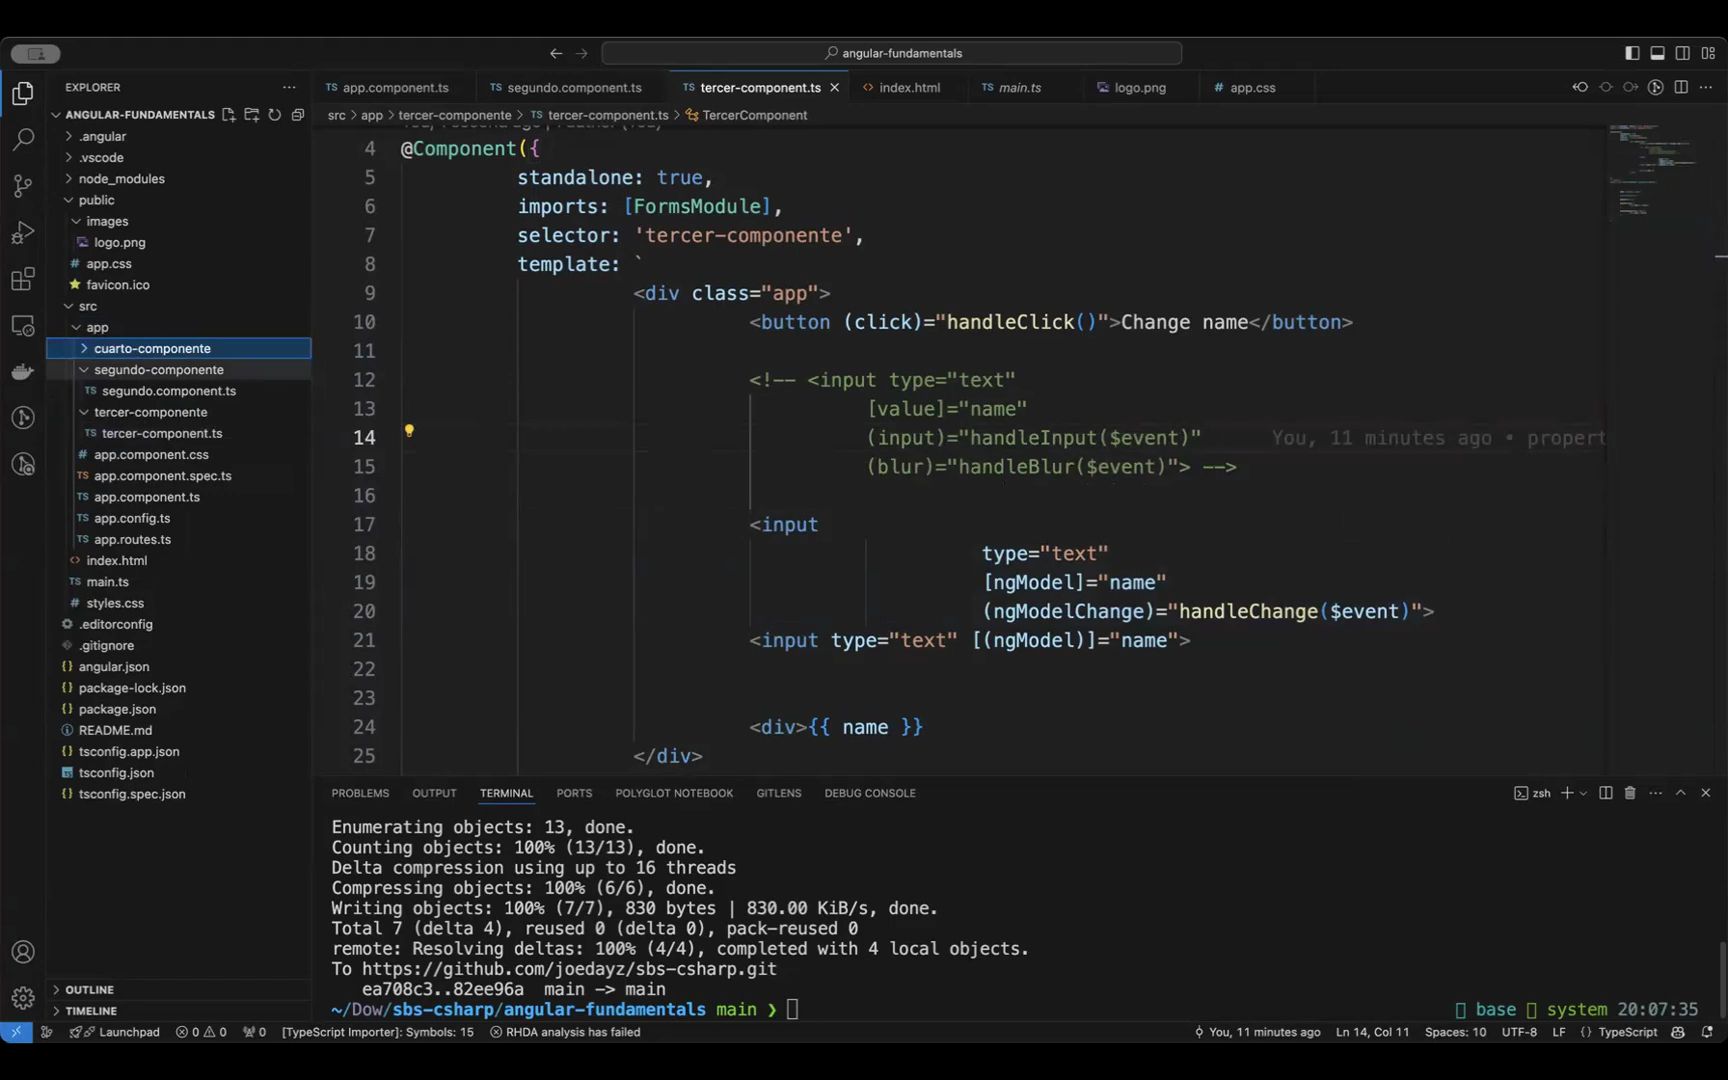 angular-fundamentals
EXPLORER
ANGULAR-FUNDAMENTALS
.angular
.vscode
node_modules
public
images
logo.png
app.css
favicon.ico
src
app
cuarto-componente
segundo-componente
TS segundo.component.ts
tercer-componente
TS tercer-component.ts
app.component.css
TS app.component.spec.ts
TS app.component.ts
TS app.config.ts
TS app.routes.ts
<> index.html
TS main.ts
styles.css
.editorconfig
.gitignore
{} angular.json
{} package-lock.json
{} package.json
README.md
{} tsconfig.app.json
tsconfig.json
{} tsconfig.spec.json
OUTLINE
TIMELINE
TS app.component.ts
TS segundo.component.ts
TS tercer-component.ts
<> index.html
TS main.ts
logo.png
app.css
src > app > tercer-componente > TS tercer-component.ts > TercerComponent
4 @Component({
5 standalone: true,
6 imports: [FormsModule],
7 selector: 'tercer-componente',
8 template: `
9 <div class="app">
10 <button (click)="handleClick()">Change name</button>
11
12 <!-- <input type="text"
13 [value]="name"
14 (input)="handleInput($event)" You, 11 minutes ago • propert
15 (blur)="handleBlur($event)"> -->
16
17 <input
18 type="text"
19 [ngModel]="name"
20 (ngModelChange)="handleChange($event)">
21 <input type="text" [(ngModel)]="name">
22
23
24 <div>{{ name }}
25 </div>
PROBLEMS OUTPUT TERMINAL PORTS POLYGLOT NOTEBOOK GITLENS DEBUG CONSOLE
zsh
Enumerating objects: 13, done.
Counting objects: 100% (13/13), done.
Delta compression using up to 16 threads
Compressing objects: 100% (6/6), done.
Writing objects: 100% (7/7), 830 bytes | 830.00 KiB/s, done.
Total 7 (delta 4), reused 0 (delta 0), pack-reused 0
remote: Resolving deltas: 100% (4/4), completed with 4 local objects.
To https://github.com/joedayz/sbs-csharp.git
ea708c3..82ee96a main -> main
~/Dow/sbs-csharp/angular-fundamentals main ❯ base system 20:07:35
Launchpad 0 0 0 [TypeScript Importer]: Symbols: 15 RHDA analysis has failed You, 11 minutes ago Ln 14, Col 11 Spaces: 10 UTF-8 LF {} TypeScript